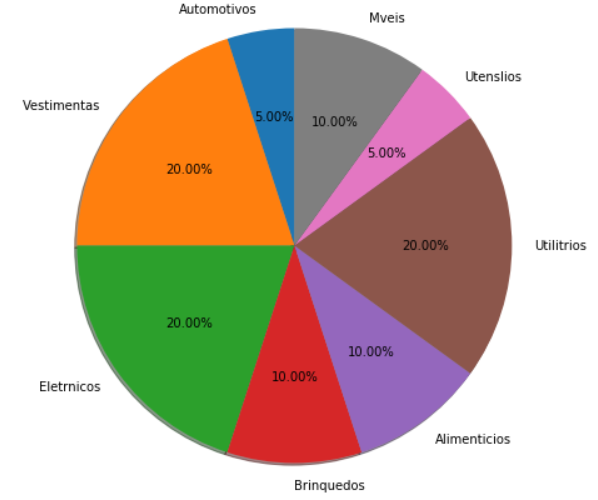 Automotivos
Mveis
Utenslios
Vestimentas
5.00%
10.00%
5.00%
20.00%
20.00%
Utilitrios
20.00%
10.00%
10.00%
Eletrnicos
Alimenticios
Brinquedos